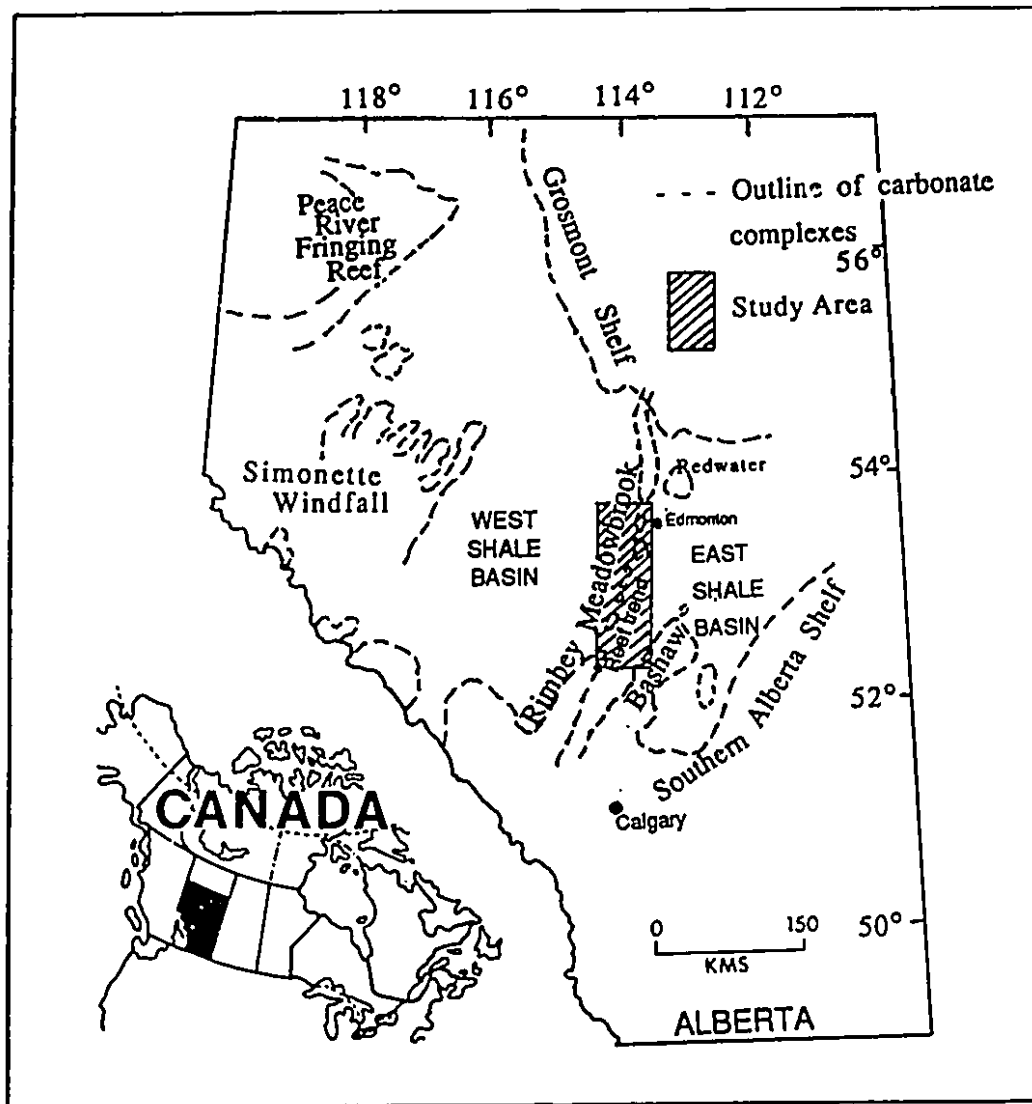 118° 116° 114° 112°
Peace
River
Fringing
Reef
Grosmont Shelf
- - - Outline of carbonate
complexes
56°
Study Area
Simonette
Windfall
WEST
SHALE
BASIN
Rimbey Meadowbrook
Reef trend
Redwater
54°
Edmonton
EAST
SHALE
BASIN
Bashaw
Southern Alberta Shelf
52°
Calgary
CANADA
0 150
KMS
50°
ALBERTA